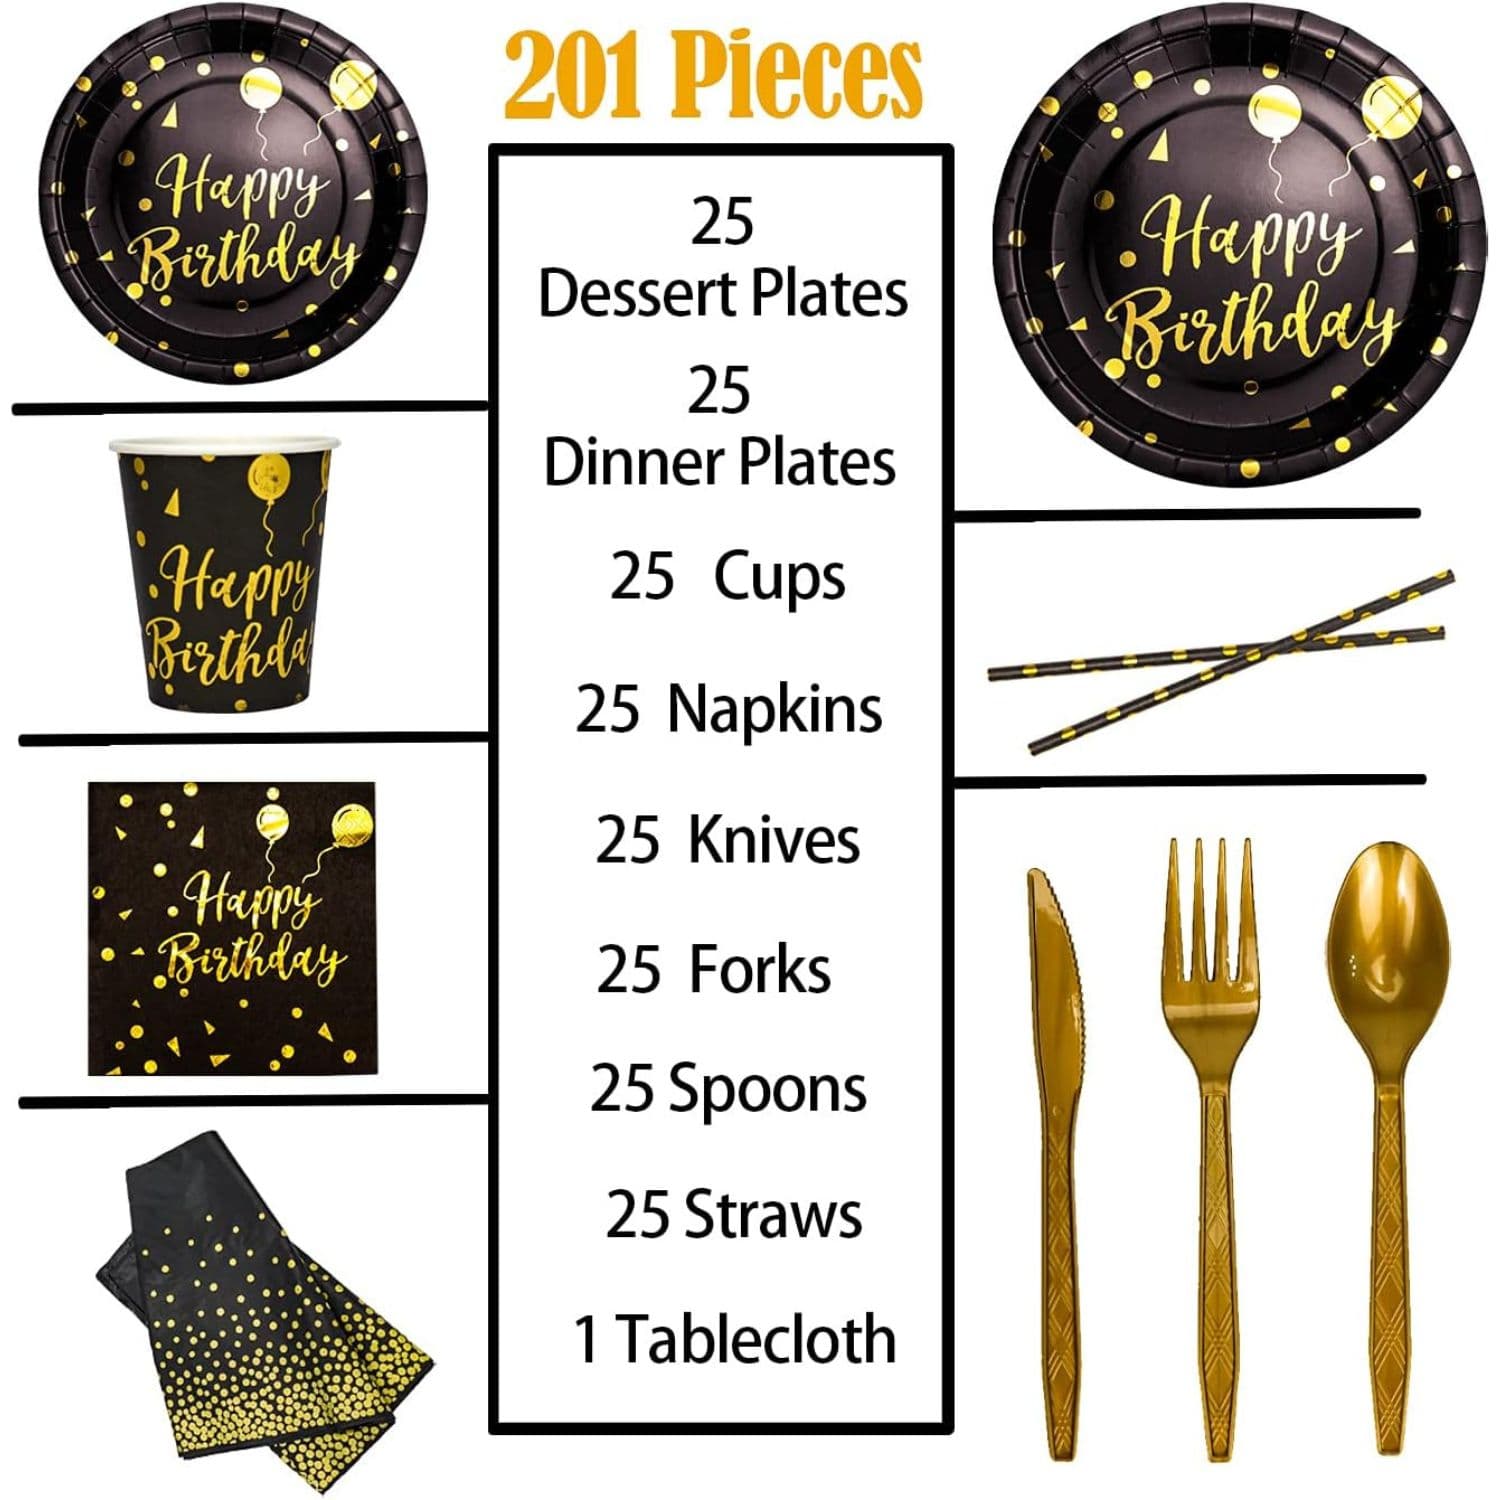 201 Pieces
Happy
Birthday
Happy
Birthday
25
Dessert Plates
25
Dinner Plates
25 Cups
25 Napkins
25 Knives
25 Forks
25 Spoons
25 Straws
1 Tablecloth
Happy
Birthda
Happy
Birthday